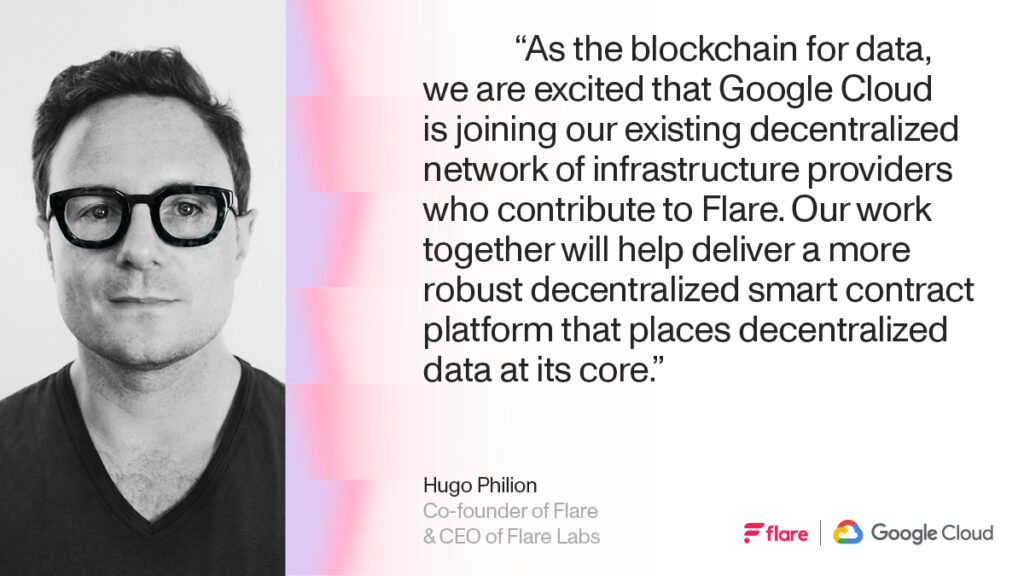 “As the blockchain for data,
we are excited that Google Cloud
is joining our existing decentralized
network of infrastructure providers
who contribute to Flare. Our work
together will help deliver a more
robust decentralized smart contract
platform that places decentralized
data at its core.”
Hugo Philion
Co-founder of Flare
& CEO of Flare Labs
flare
Google Cloud